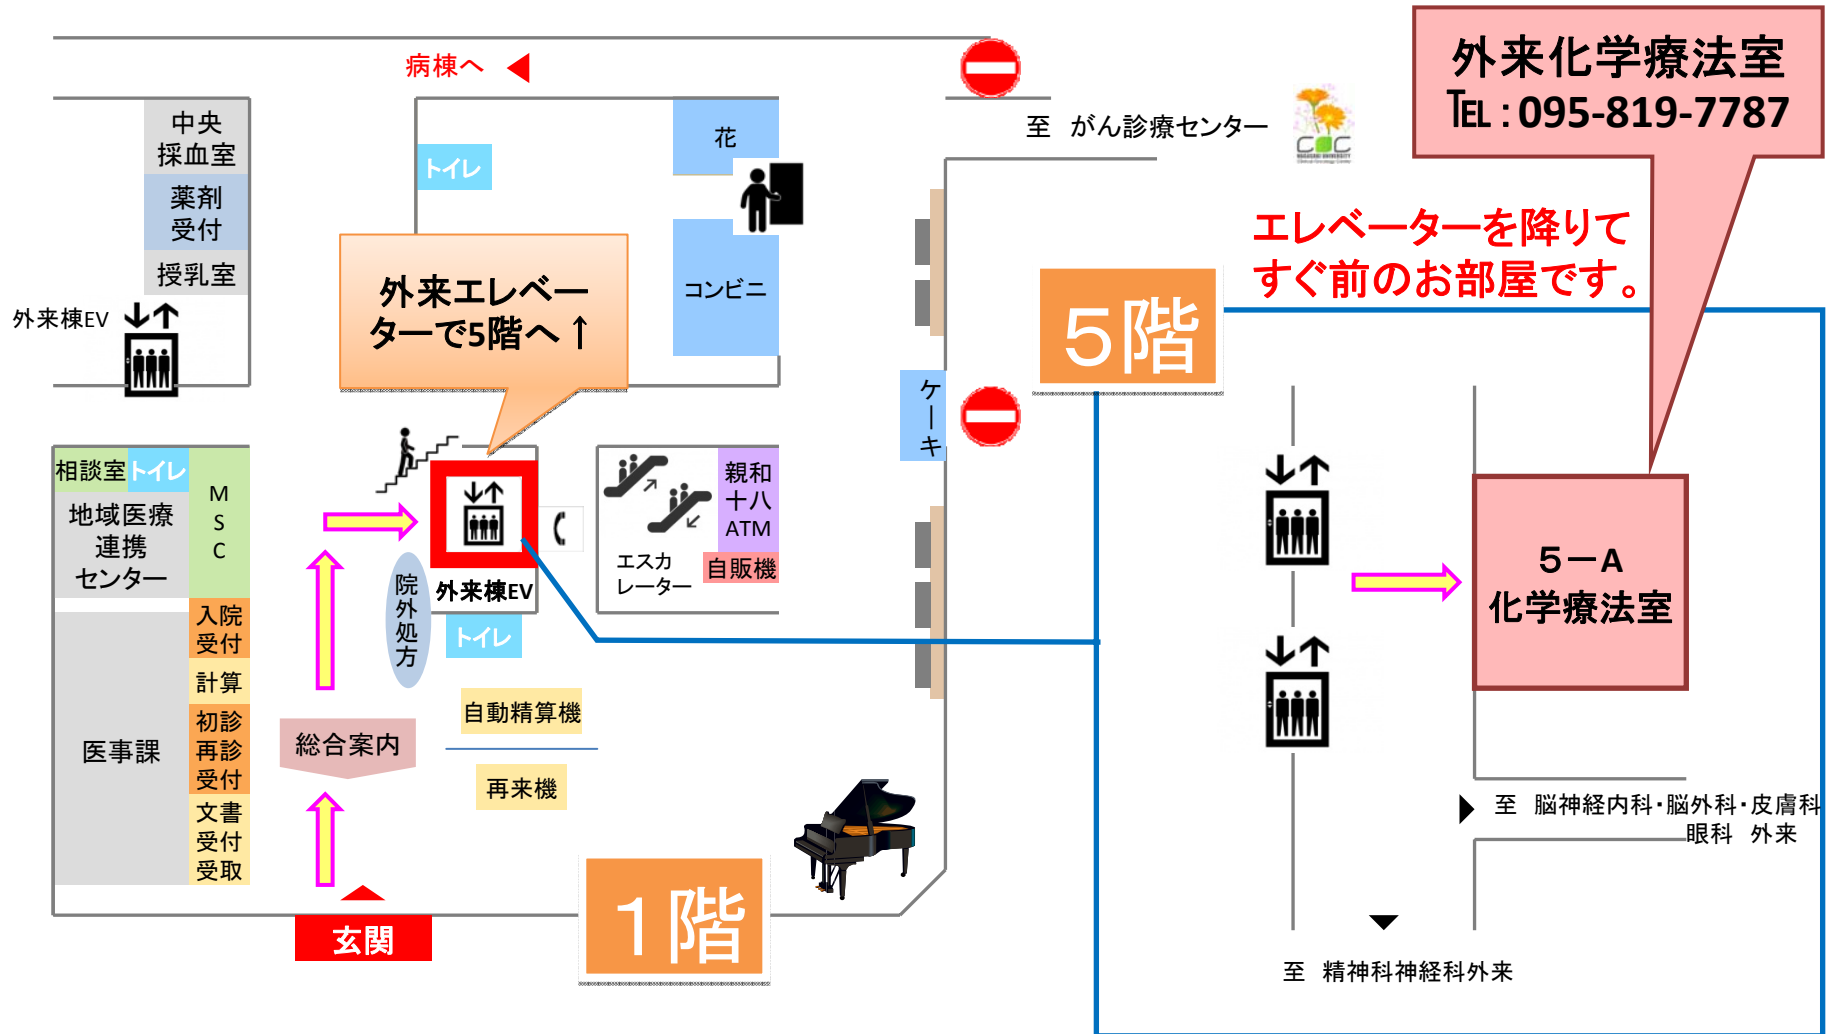 病棟へ
中央
採血室
薬剤
受付
授乳室
外来棟EV
トイレ
花
コンビニ
ケーキ
至 がん診療センター
外来エレベー
ターで5階へ↑
相談室
トイレ
MSC
地域医療
連携
センター
入院
受付
計算
医事課
初診
再診
受付
文書
受付
受取
院外処方
外来棟EV
トイレ
エスカ
レーター
親和
十八
ATM
自販機
総合案内
自動精算機
再来機
玄関
1階
外来化学療法室
TEL:095-819-7787
エレベーターを降りて
すぐ前のお部屋です。
5階
5－A
化学療法室
至 脳神経内科・脳外科・皮膚科
眼科 外来
至 精神科神経科外来